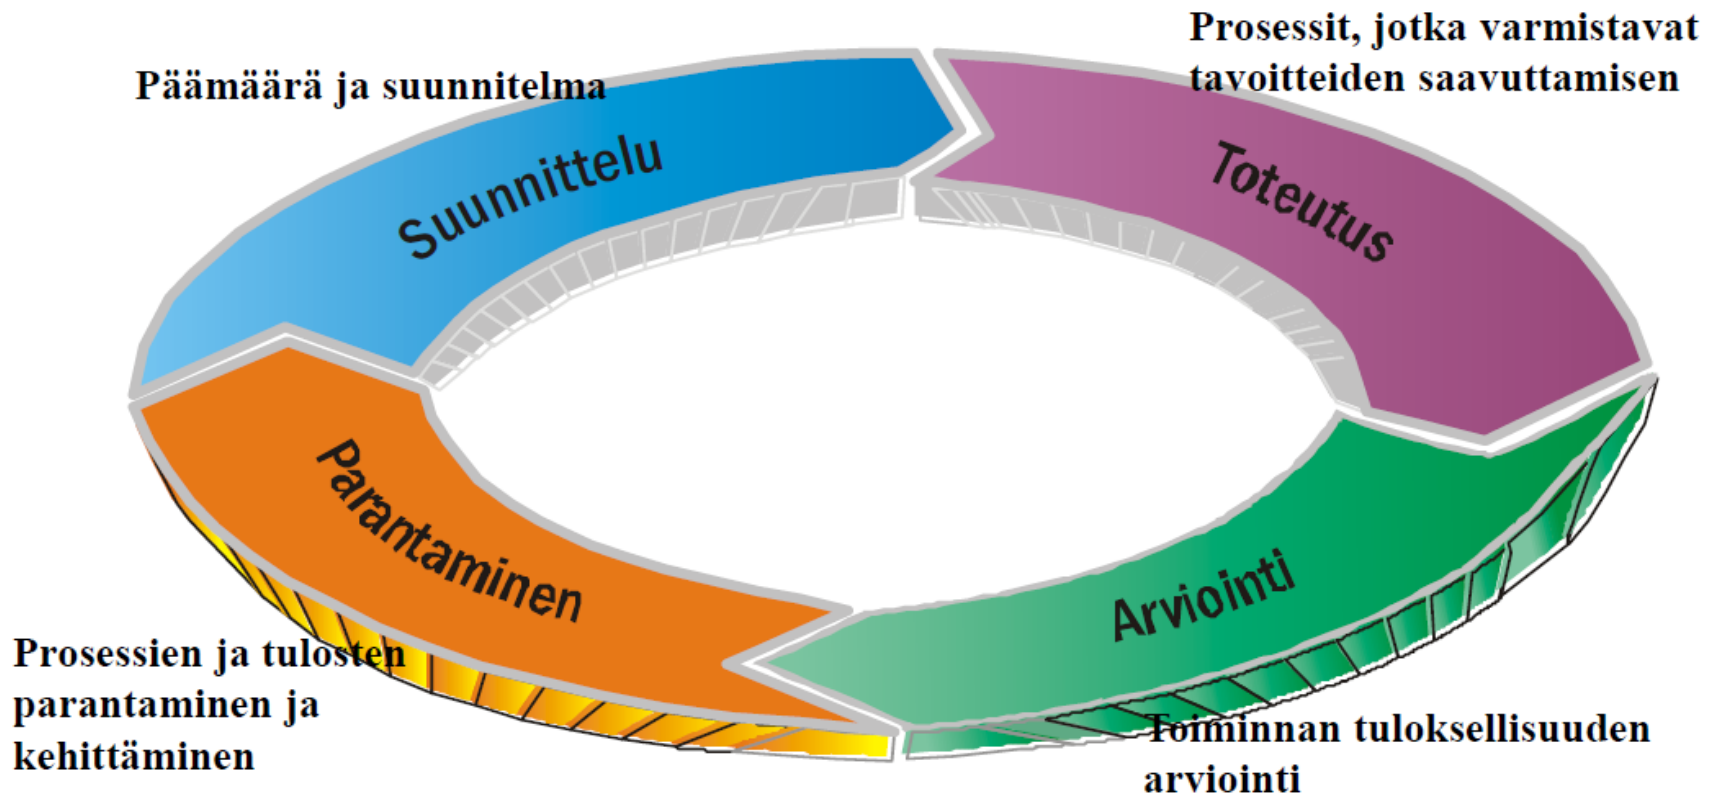 Päämäärä ja suunnitelma
Suunnittelu
Prosessit, jotka varmistavat
tavoitteiden saavuttamisen
Toteutus
Arviointi
Toiminnan tuloksellisuuden
arviointi
Parantaminen
Prosessien ja tulosten
parantaminen ja
kehittäminen